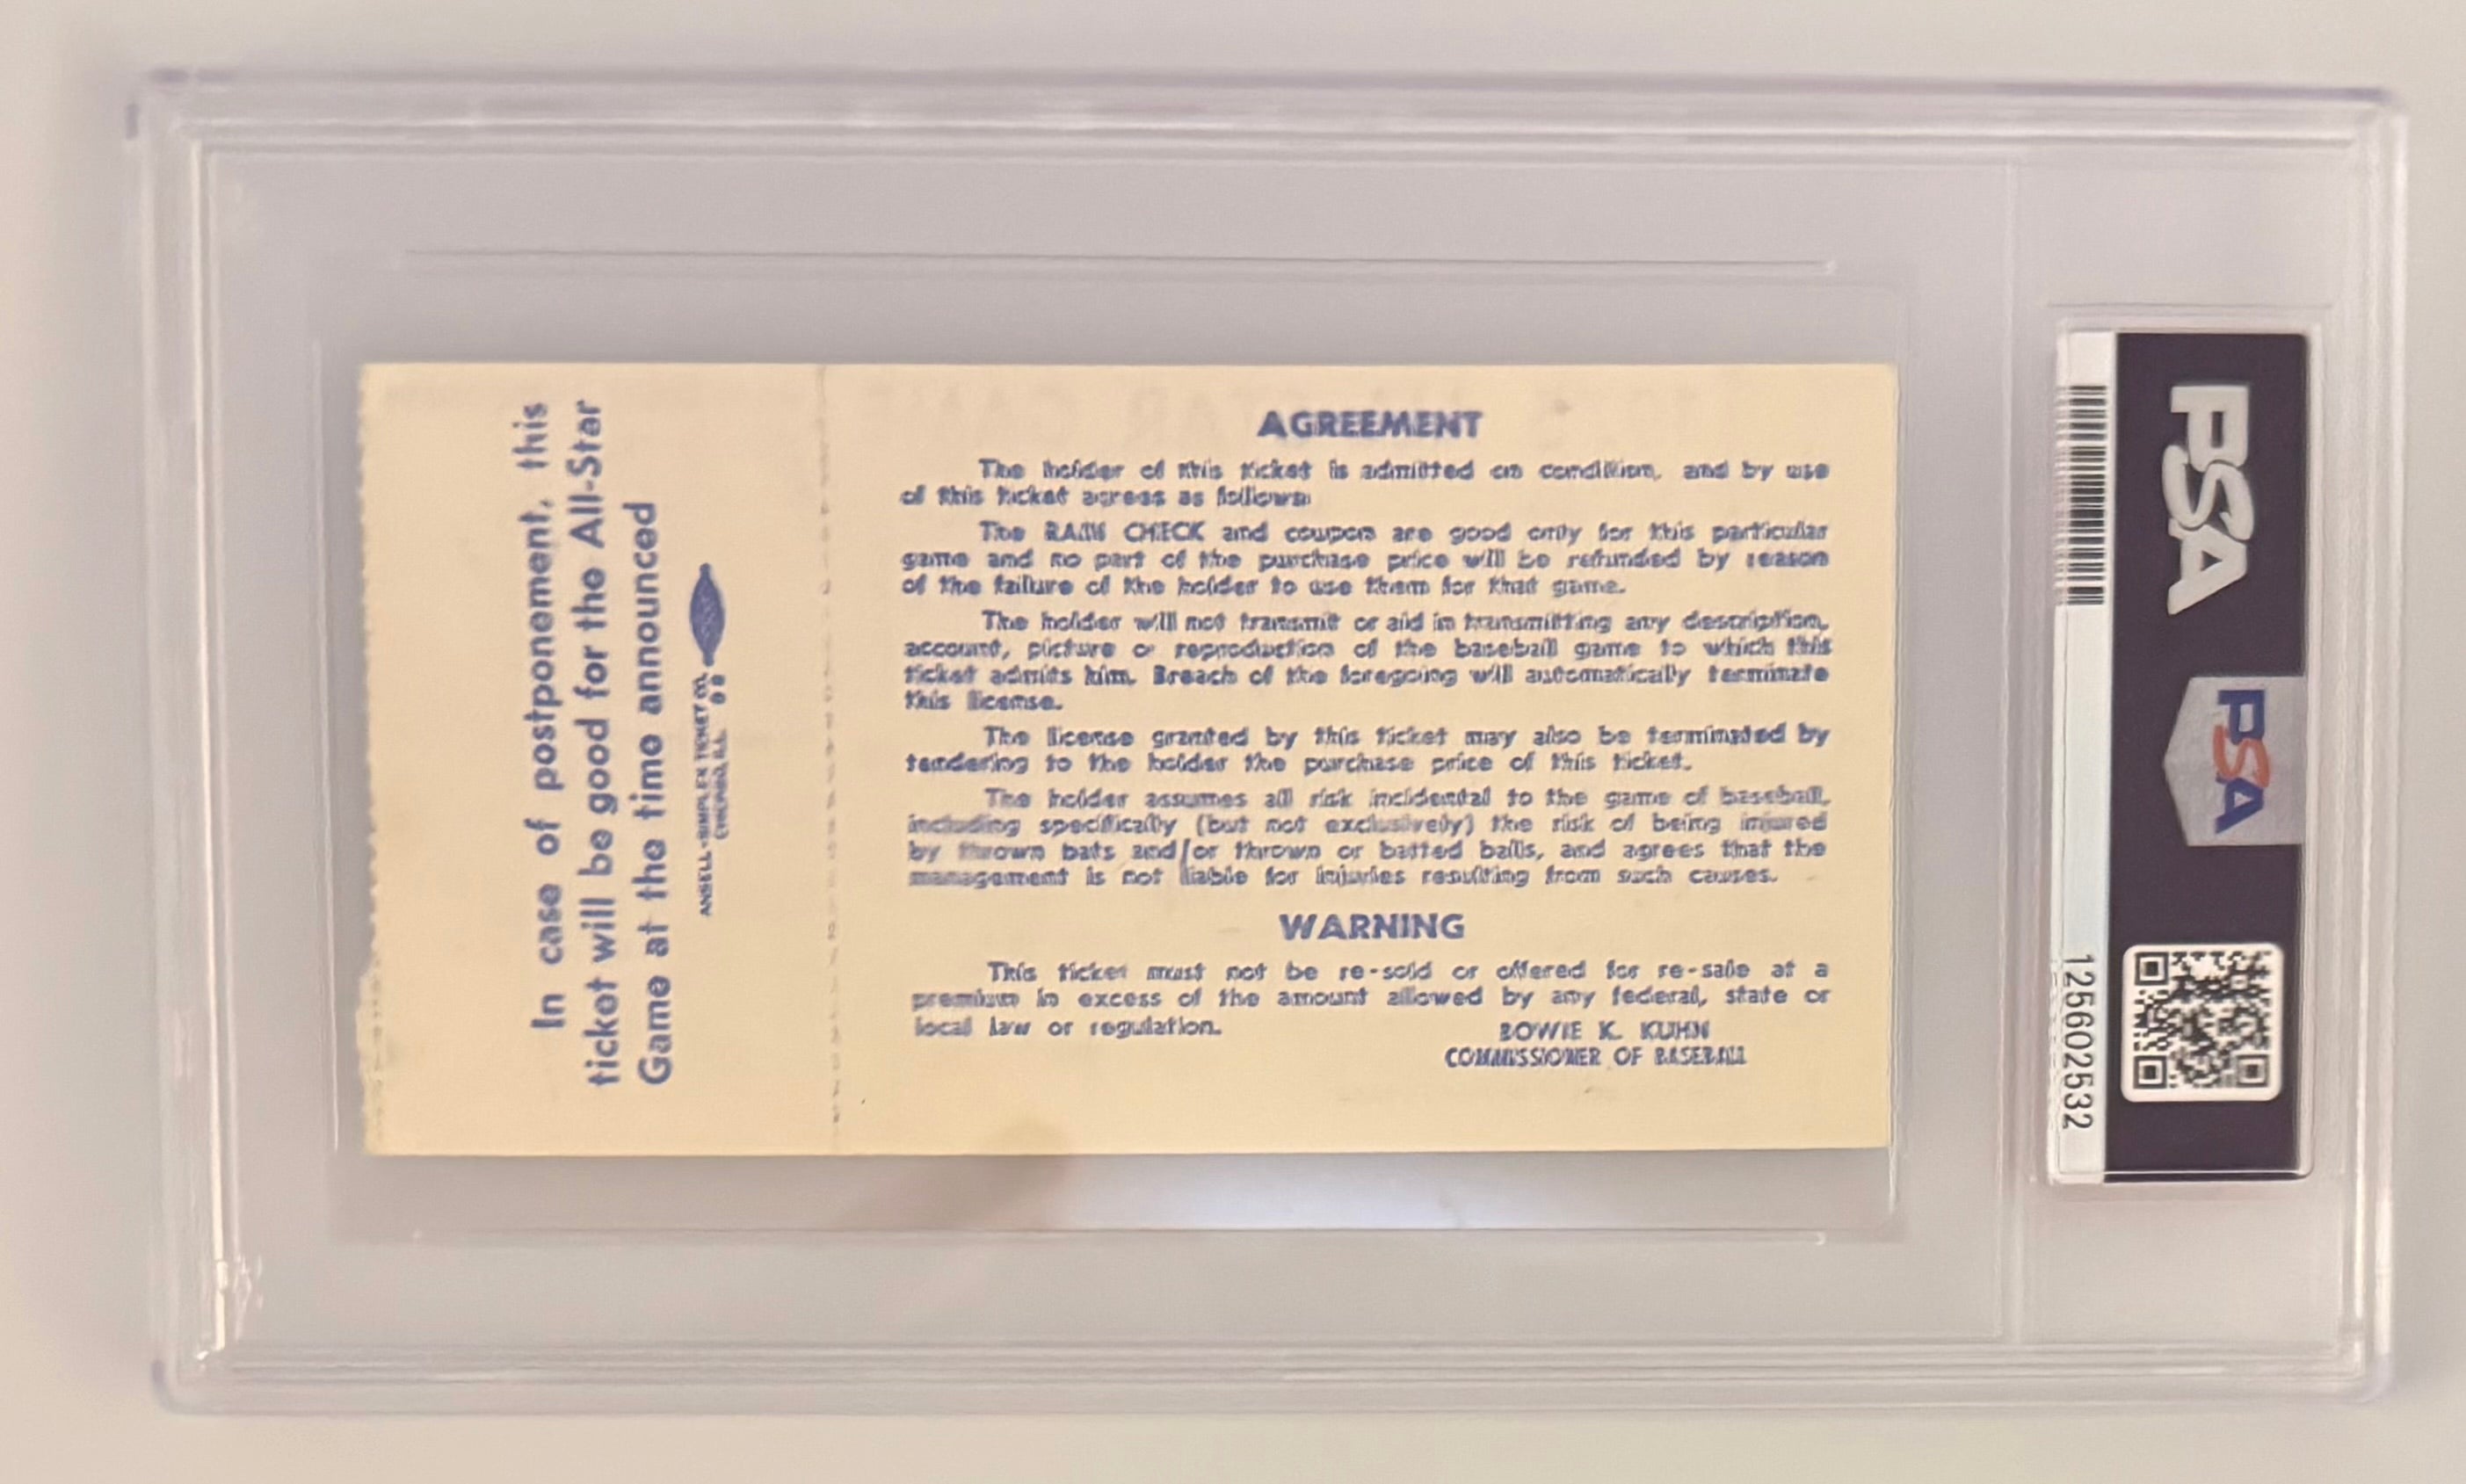 In case of postponement, this
ticket will be good for the All-Star
Game at the time announced
ANSELL-SIMPLEX TICKET CO.
CHICAGO, ILL.
AGREEMENT
The holder of this ticket is admitted on condition, and by use
of this ticket agrees as follows:
The RAIN CHECK and coupon are good only for this particular
game and no part of the purchase price will be refunded by reason
of the failure of the holder to use them for that game.
The holder will not transmit or aid in transmitting any description,
account, picture or reproduction of the baseball game to which this
ticket admits him. Breach of the foregoing will automatically terminate
this license.
The license granted by this ticket may also be terminated by
tendering to the holder the purchase price of this ticket.
The holder assumes all risk incidental to the game of baseball,
including specifically (but not exclusively) the risk of being injured
by thrown bats and/or thrown or batted balls, and agrees that the
management is not liable for injuries resulting from such causes.
WARNING
This ticket must not be re-sold or offered for re-sale at a
premium in excess of the amount allowed by any federal, state or
local law or regulation.
BOWIE K. KUHN
COMMISSIONER OF BASEBALL
PSA
PSA
125602532